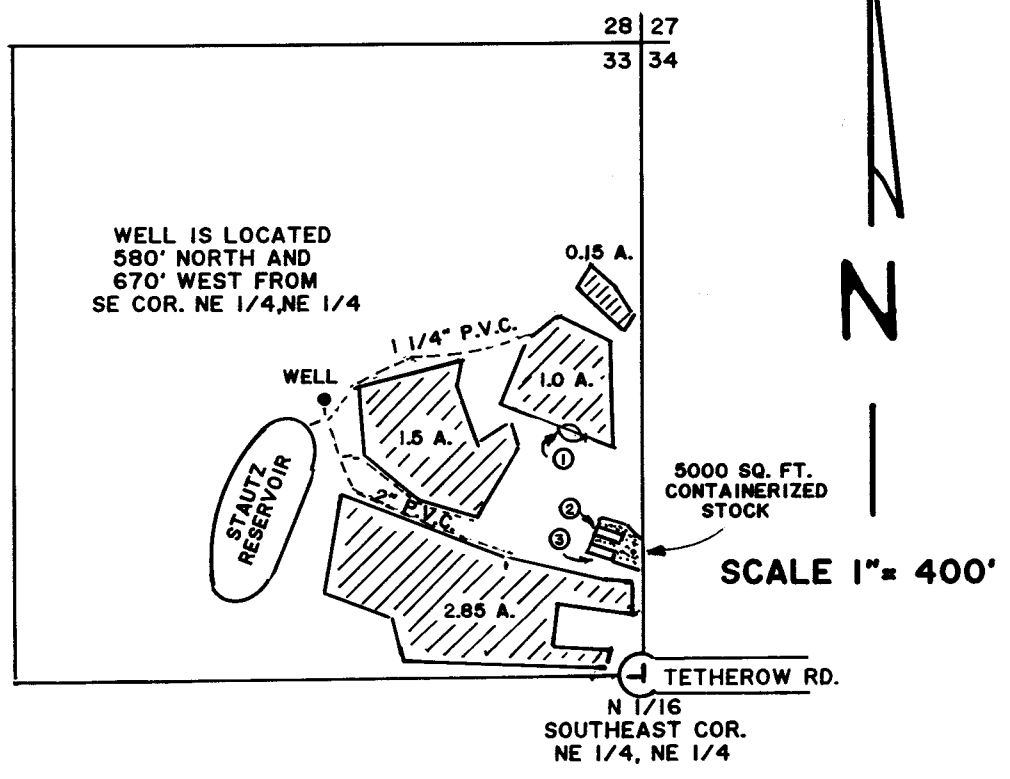 28 27
33 34
WELL IS LOCATED
580' NORTH AND
670' WEST FROM
SE COR. NE 1/4,NE 1/4
0.15 A.
1 1/4" P.V.C.
WELL
1.0 A.
1.5 A.
1
STAUTZ
RESERVOIR
2" P.V.C.
2
3
5000 SQ. FT.
CONTAINERIZED
STOCK
N
SCALE 1"= 400'
2.85 A.
TETHEROW RD.
N 1/16
SOUTHEAST COR.
NE 1/4, NE 1/4